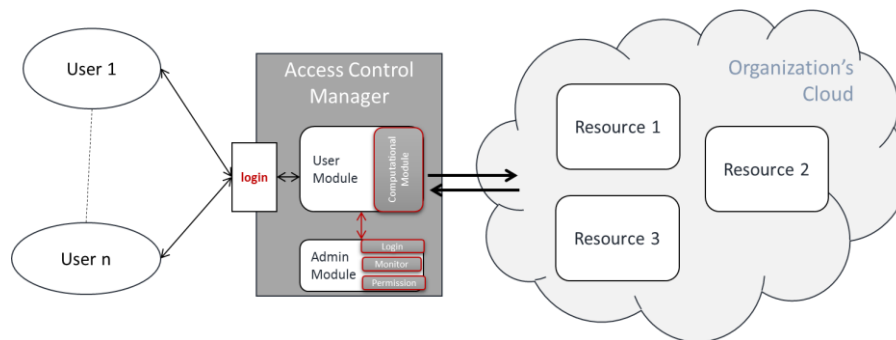 User 1
User n
login
Access Control
Manager
User
Module
Computational
Module
Admin
Module
Login
Monitor
Permission
Organization's
Cloud
Resource 1
Resource 2
Resource 3